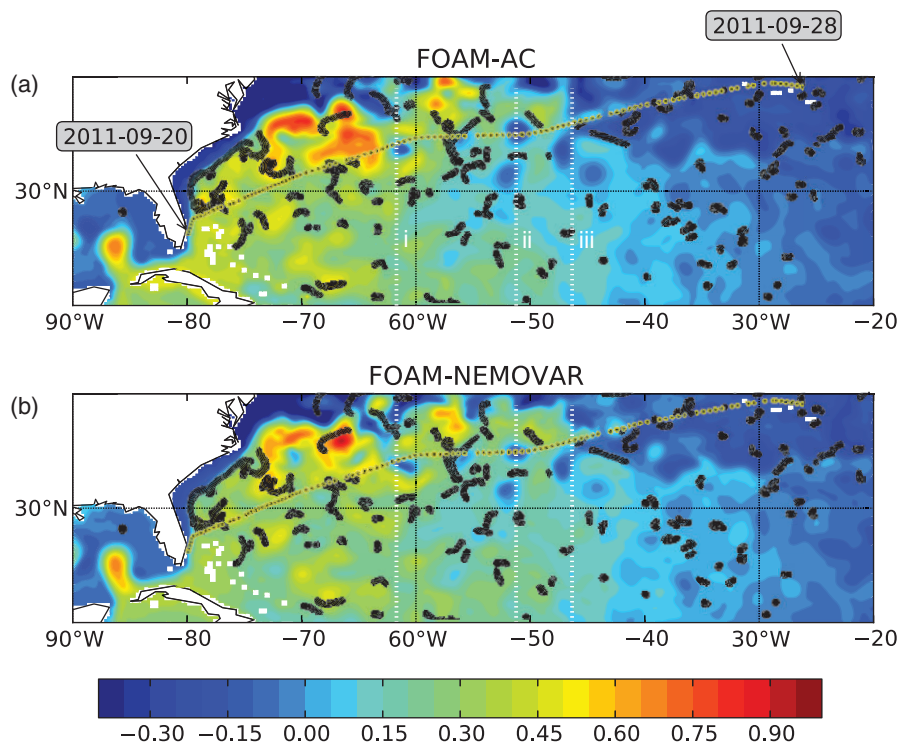 2011-09-28
FOAM-AC
(a)
2011-09-20
30°N
i
ii
iii
90°W
−80
−70
60°W
−50
−40
30°W
−20
FOAM-NEMOVAR
(b)
30°N
90°W
−80
−70
60°W
−50
−40
30°W
−20
−0.30
−0.15
0.00
0.15
0.30
0.45
0.60
0.75
0.90